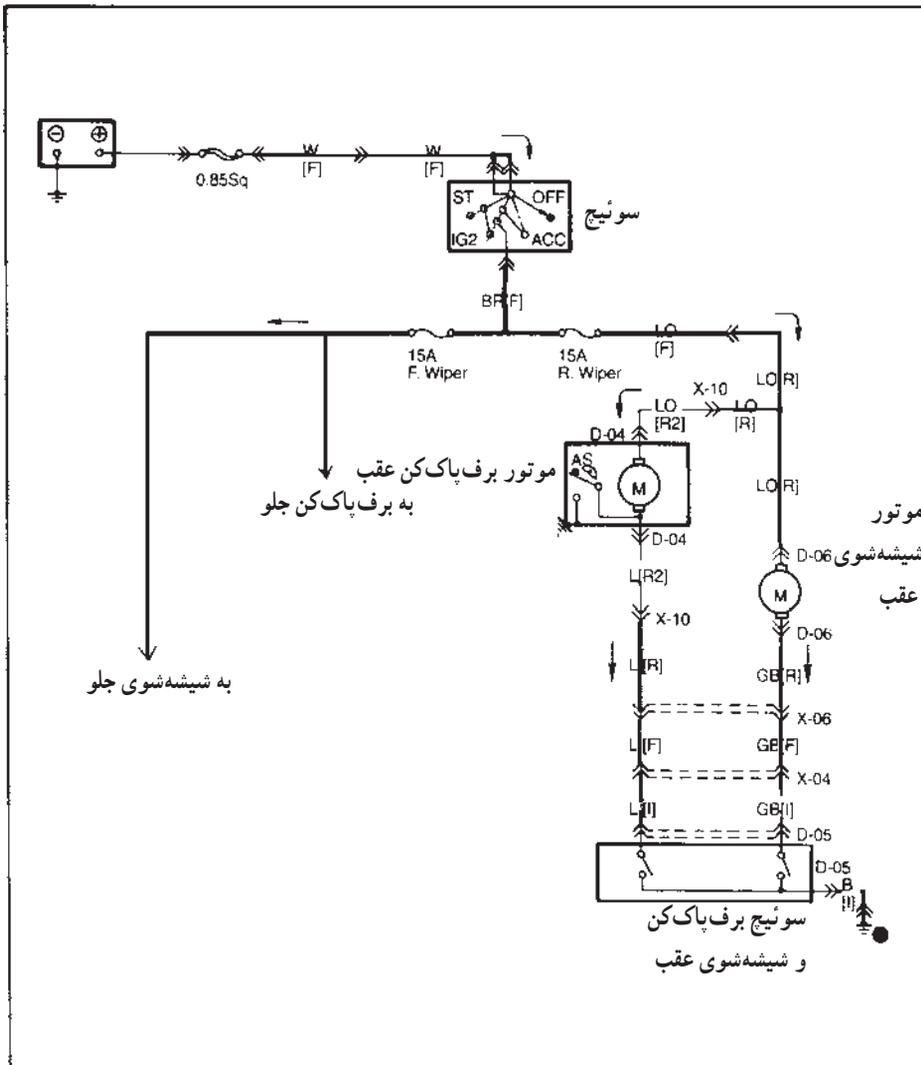 0.85Sq
W
[F]
W
[F]
ST
OFF
IG2
ACC
سوئیچ
BR[F]
15A
F. Wiper
15A
R. Wiper
LO
[F]
LO[R]
X-10
LO
[R2]
LO
[R]
D-04
AS
M
موتور برف‌پاک‌کن عقب
به برف‌پاک‌کن جلو
LO[R]
D-04
موتور
شیشه‌شوی
عقب
D-06
M
L[R2]
X-10
D-06
به شیشه‌شوی جلو
L[R]
GB[R]
X-06
L[F]
GB[F]
X-04
L[I]
GB[I]
D-05
D-05
B
[I]
سوئیچ برف‌پاک‌کن
و شیشه‌شوی عقب